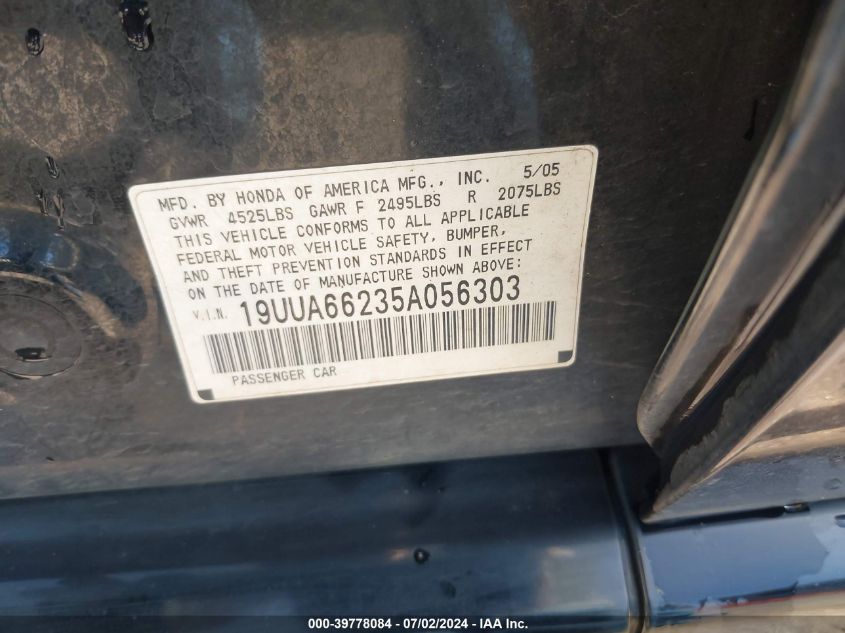 MFD. BY HONDA OF AMERICA MFG., INC. 5/05
GVWR 4525LBS GAWR F 2495LBS R 2075LBS
THIS VEHICLE CONFORMS TO ALL APPLICABLE
FEDERAL MOTOR VEHICLE SAFETY, BUMPER,
AND THEFT PREVENTION STANDARDS IN EFFECT
ON THE DATE OF MANUFACTURE SHOWN ABOVE:
V.I.N. 19UUA66235A056303
PASSENGER CAR
000-39778084 - 07/02/2024 - IAA Inc.